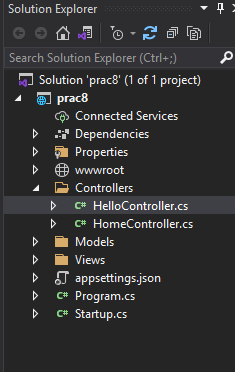 Solution Explorer
Search Solution Explorer (Ctrl+;)
Solution 'prac8' (1 of 1 project)
prac8
Connected Services
Dependencies
Properties
wwwroot
Controllers
C# HelloController.cs
C# HomeController.cs
Models
Views
appsettings.json
C# Program.cs
C# Startup.cs